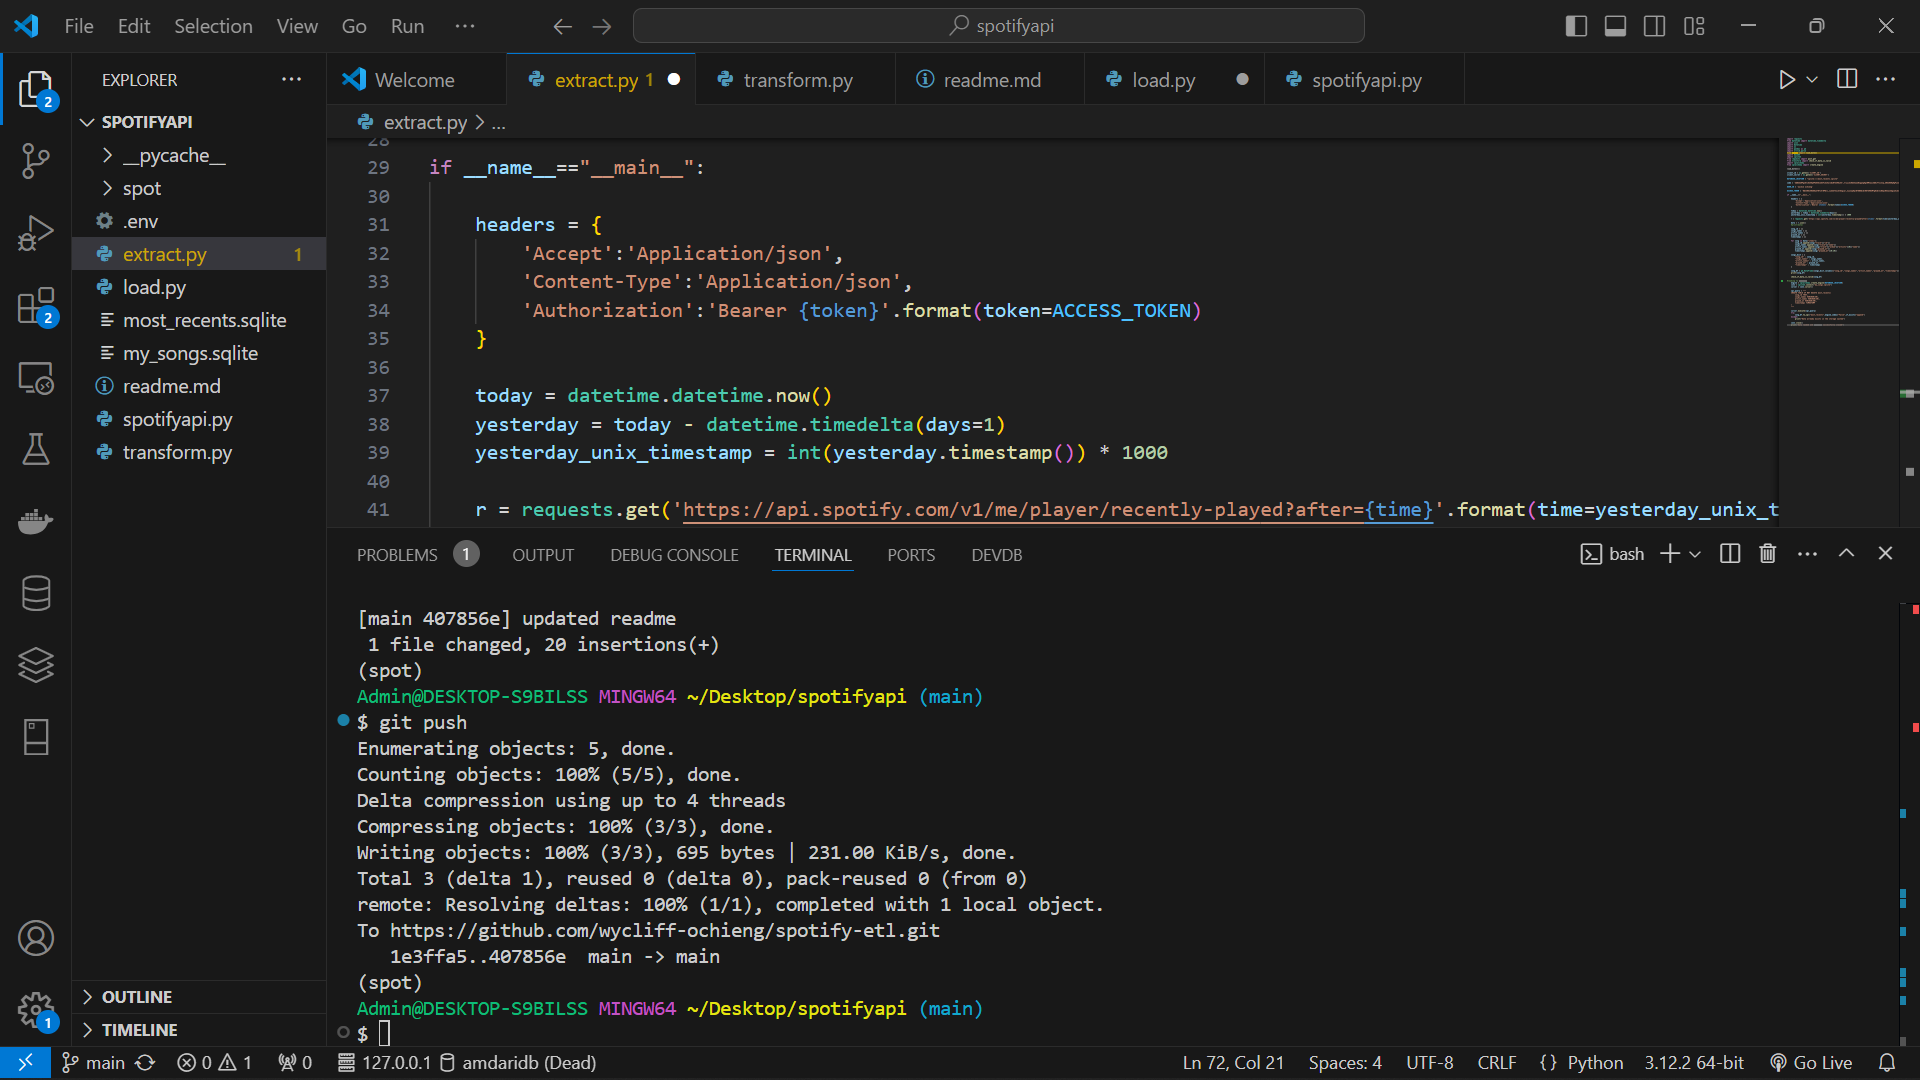 File Edit Selection View Go Run ···
spotifyapi
EXPLORER
Welcome
extract.py 1
transform.py
readme.md
load.py
spotifyapi.py
SPOTIFYAPI
__pycache__
spot
.env
extract.py 1
load.py
most_recents.sqlite
my_songs.sqlite
readme.md
spotifyapi.py
transform.py
OUTLINE
TIMELINE
2
2
1
extract.py > ...
28
29 if __name__=="__main__":
30
31 headers = {
32 'Accept':'Application/json',
33 'Content-Type':'Application/json',
34 'Authorization':'Bearer {token}'.format(token=ACCESS_TOKEN)
35 }
36
37 today = datetime.datetime.now()
38 yesterday = today - datetime.timedelta(days=1)
39 yesterday_unix_timestamp = int(yesterday.timestamp()) * 1000
40
41 r = requests.get('https://api.spotify.com/v1/me/player/recently-played?after={time}'.format(time=yesterday_unix_t
PROBLEMS 1 OUTPUT DEBUG CONSOLE TERMINAL PORTS DEVDB
bash
[main 407856e] updated readme
1 file changed, 20 insertions(+)
(spot)
Admin@DESKTOP-S9BILSS MINGW64 ~/Desktop/spotifyapi (main)
$ git push
Enumerating objects: 5, done.
Counting objects: 100% (5/5), done.
Delta compression using up to 4 threads
Compressing objects: 100% (3/3), done.
Writing objects: 100% (3/3), 695 bytes | 231.00 KiB/s, done.
Total 3 (delta 1), reused 0 (delta 0), pack-reused 0 (from 0)
remote: Resolving deltas: 100% (1/1), completed with 1 local object.
To https://github.com/wycliff-ochieng/spotify-etl.git
1e3ffa5..407856e main -> main
(spot)
Admin@DESKTOP-S9BILSS MINGW64 ~/Desktop/spotifyapi (main)
$
main 0 1 0 127.0.0.1 amdaridb (Dead) Ln 72, Col 21 Spaces: 4 UTF-8 CRLF {} Python 3.12.2 64-bit Go Live